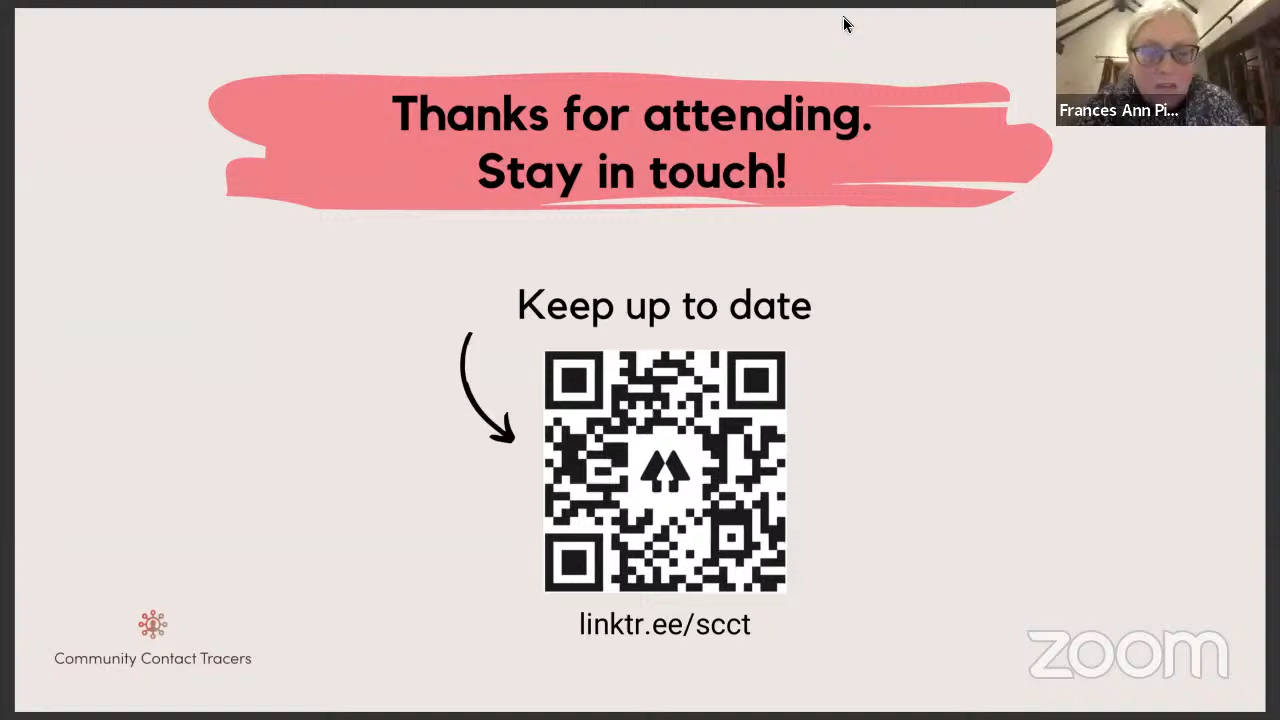 Thanks for attending.
Stay in touch!
Frances Ann Pi...
Keep up to date
linktr.ee/scct
Community Contact Tracers
zoom